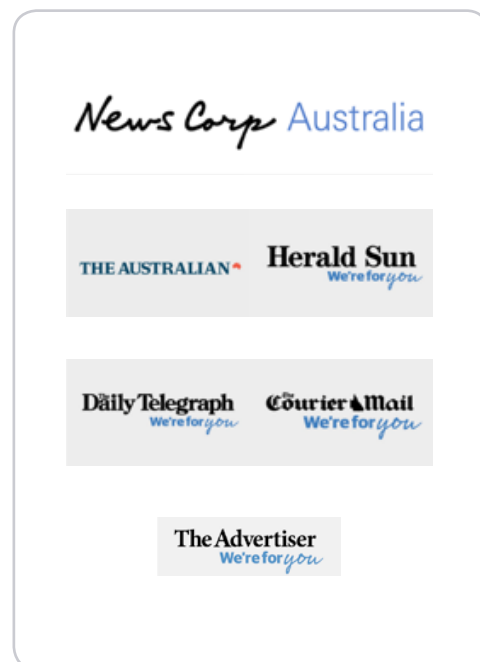 News Corp Australia
THE AUSTRALIAN
Herald Sun
We're for you
The Daily Telegraph
We're for you
The Courier Mail
We're for you
The Advertiser
We're for you